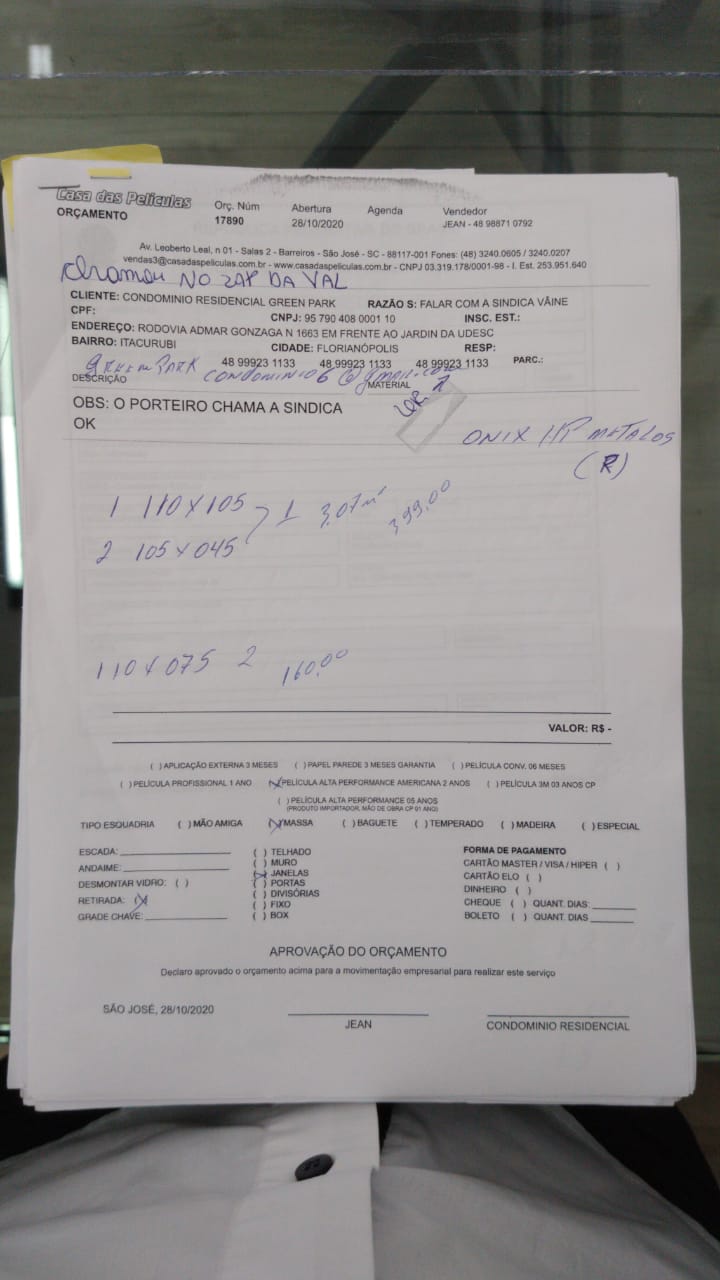 Casa das Películas
ORÇAMENTO
Orç. Núm
17890
Abertura
28/10/2020
Agenda
Vendedor
JEAN - 48 98871 0792
Av. Leoberto Leal, n 01 - Salas 2 - Barreiros - São José - SC - 88117-001 Fones: (48) 3240.0605 / 3240.0207
vendas3@casadaspeliculas.com.br - www.casadaspeliculas.com.br - CNPJ 03.319.178/0001-98 - I. Est. 253.951.640
chamou NO ZAP DA VAL
CLIENTE: CONDOMINIO RESIDENCIAL GREEN PARK RAZÃO S: FALAR COM A SINDICA VÂINE
CPF: CNPJ: 95 790 408 0001 10 INSC. EST.:
ENDEREÇO: RODOVIA ADMAR GONZAGA N 1663 EM FRENTE AO JARDIN DA UDESC
BAIRRO: ITACURUBI CIDADE: FLORIANÓPOLIS RESP:
48 99923 1133 48 99923 1133 48 99923 1133 PARC.:
CONDOMINIO6@gmail.com
DESCRIÇÃO MATERIAL
OBS: O PORTEIRO CHAMA A SINDICA
OK
ONIX HP METALOS
(R)
1 110X105 1 3,07m² 399,00
2 105X045
110X075 2 160,00
VALOR: R$ -
( ) APLICAÇÃO EXTERNA 3 MESES ( ) PAPEL PAREDE 3 MESES GARANTIA ( ) PELÍCULA CONV. 06 MESES
( ) PELÍCULA PROFISSIONAL 1 ANO (X) PELÍCULA ALTA PERFORMANCE AMERICANA 2 ANOS ( ) PELÍCULA 3M 03 ANOS CP
( ) PELÍCULA ALTA PERFORMANCE 05 ANOS
(PRODUTO IMPORTADOR, MÃO DE OBRA CP 01 ANO)
TIPO ESQUADRIA ( ) MÃO AMIGA (X) MASSA ( ) BAGUETE ( ) TEMPERADO ( ) MADEIRA ( ) ESPECIAL
ESCADA:
ANDAIME:
DESMONTAR VIDRO: ( )
RETIRADA: (X)
GRADE CHAVE:
( ) TELHADO
( ) MURO
(X) JANELAS
( ) PORTAS
( ) DIVISÓRIAS
( ) FIXO
( ) BOX
FORMA DE PAGAMENTO
CARTÃO MASTER / VISA / HIPER ( )
CARTÃO ELO ( )
DINHEIRO ( )
CHEQUE ( ) QUANT. DIAS:
BOLETO ( ) QUANT. DIAS
APROVAÇÃO DO ORÇAMENTO
Declaro aprovado o orçamento acima para a movimentação empresarial para realizar este serviço
SÃO JOSÉ, 28/10/2020
JEAN
CONDOMINIO RESIDENCIAL